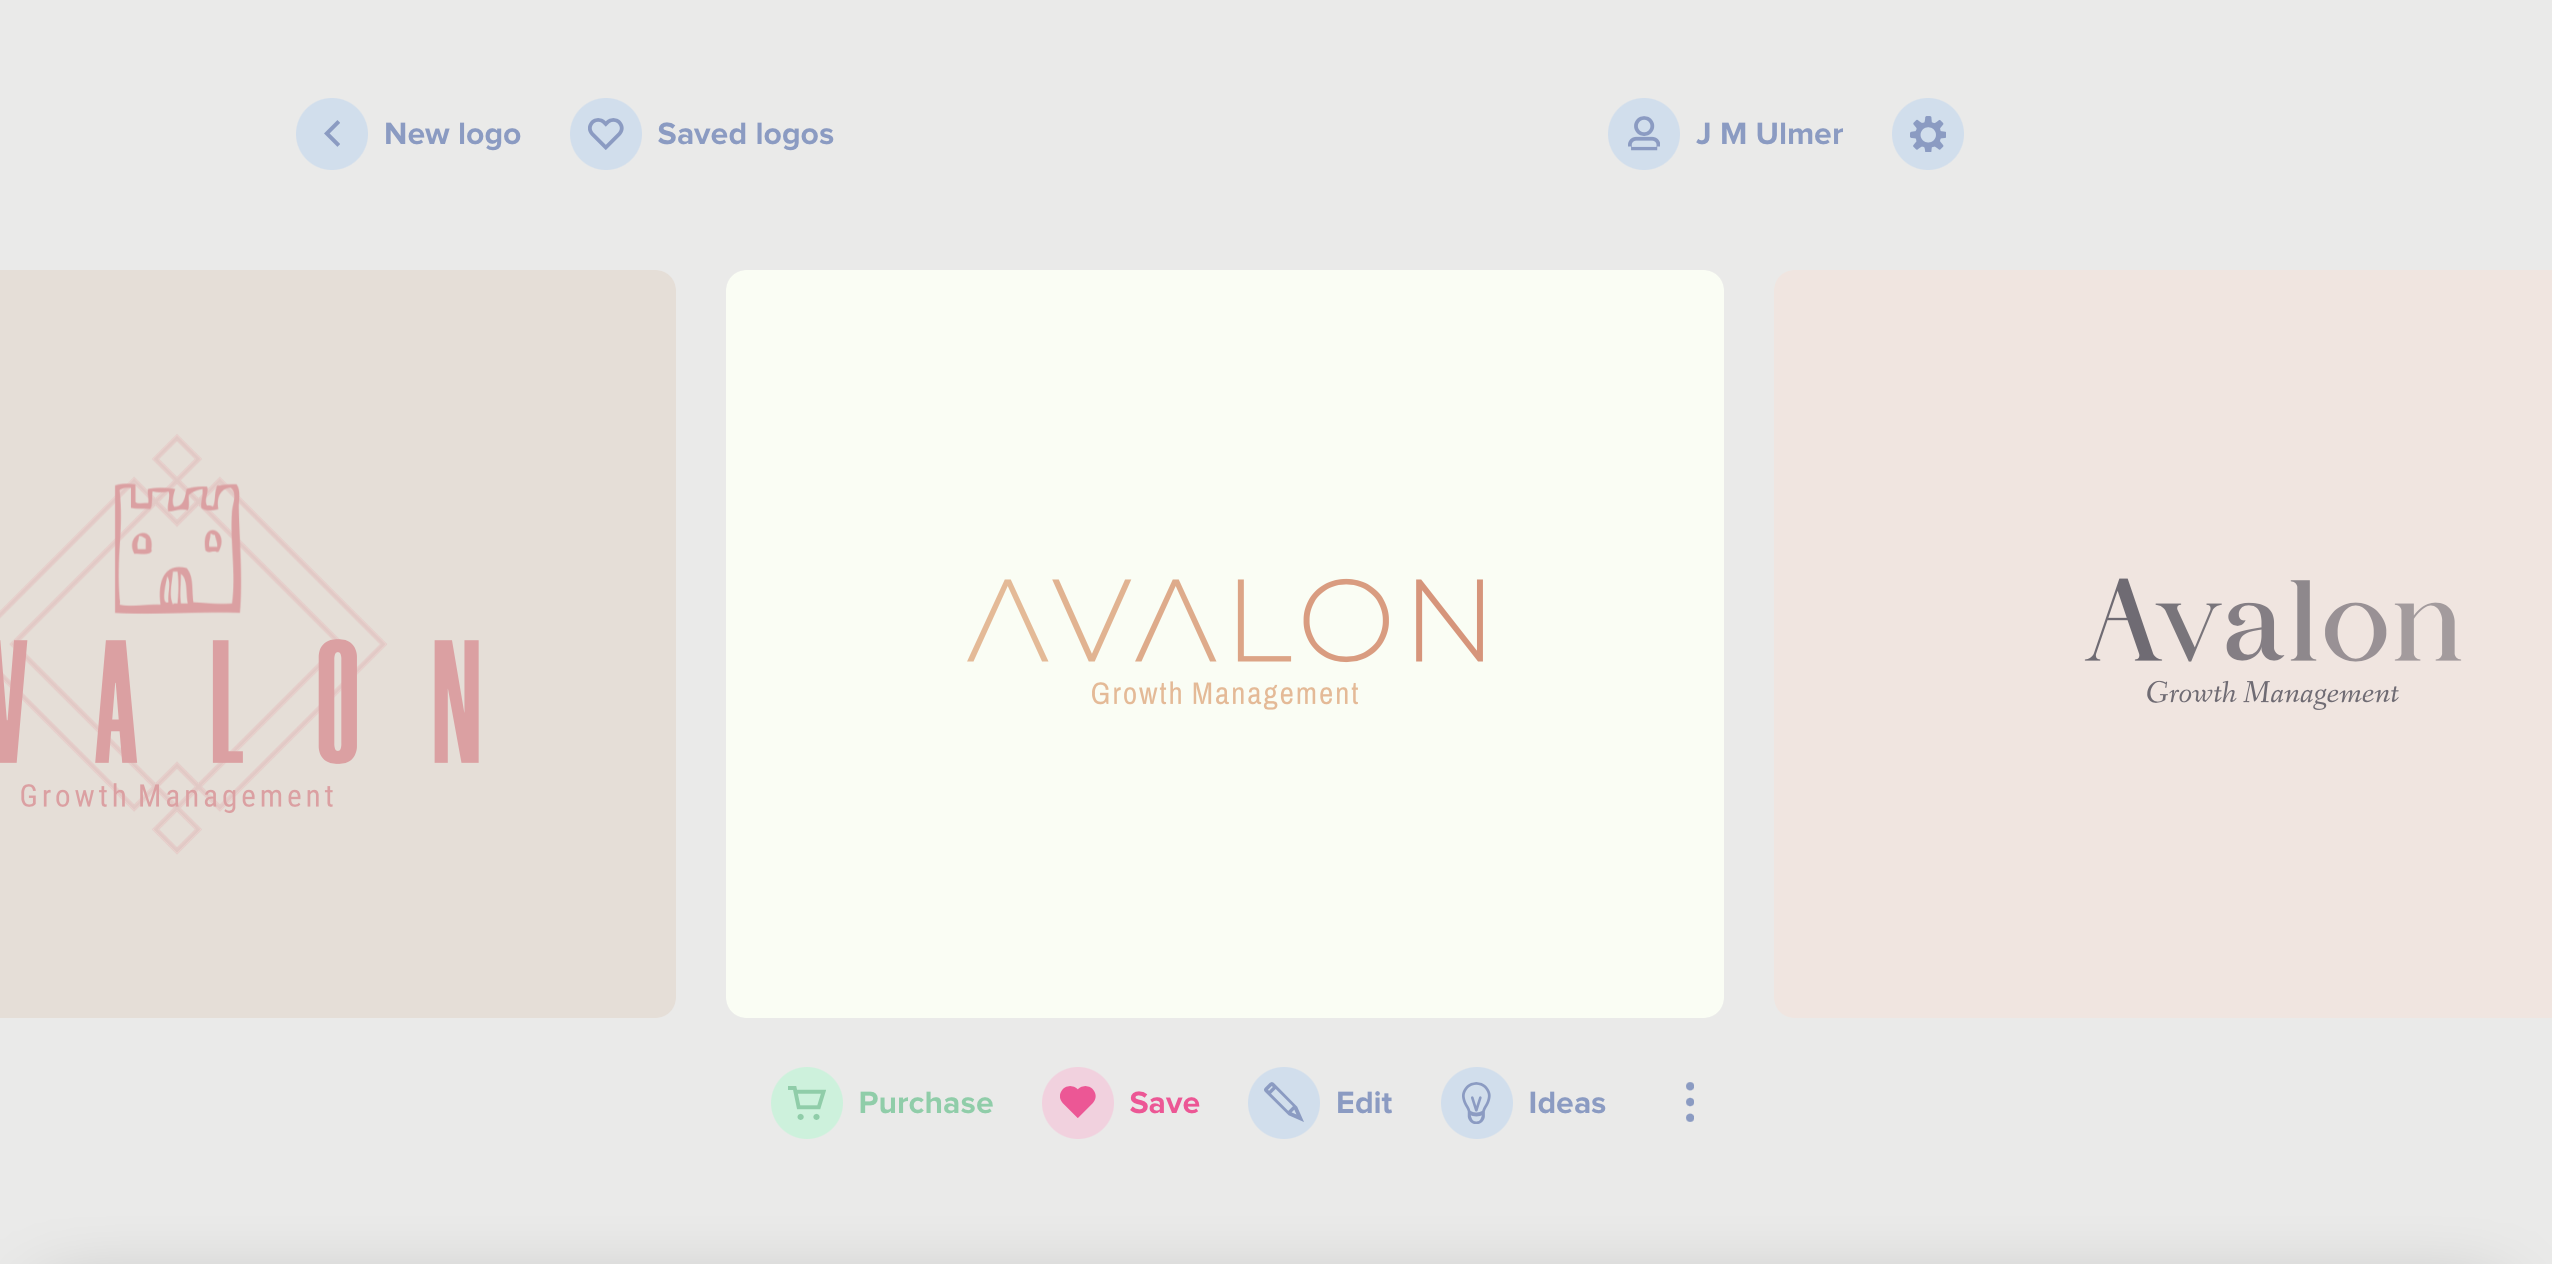 New logo
Saved logos
J M Ulmer
VALON
Growth Management
AVALON
Growth Management
Avalon
Growth Management
Purchase
Save
Edit
Ideas